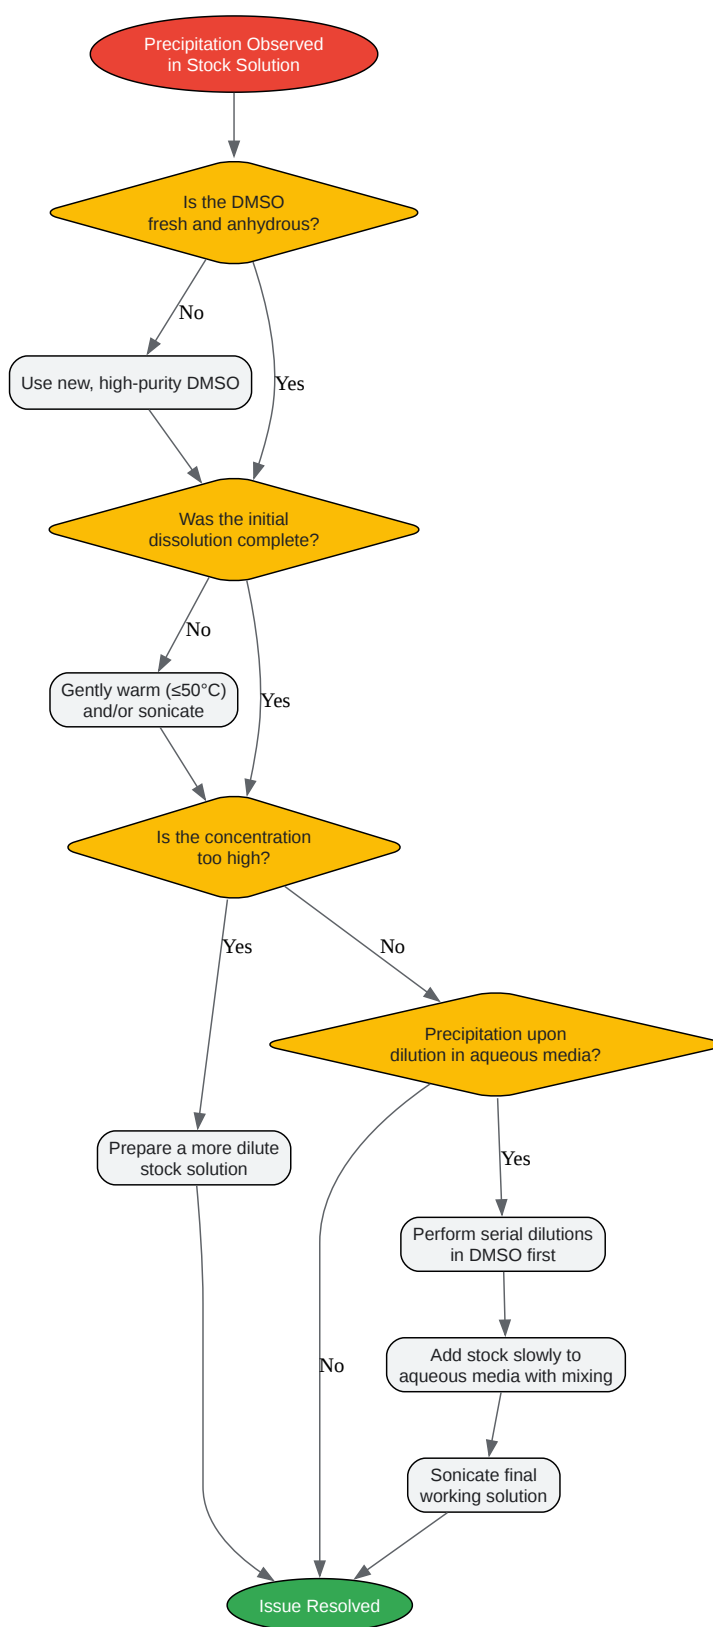 Precipitation Observed
in Stock Solution
Is the DMSO
fresh and anhydrous?
No
Use new, high-purity DMSO
Yes
Was the initial
dissolution complete?
No
Gently warm (≤50°C)
and/or sonicate
Yes
Is the concentration
too high?
Yes
No
Precipitation upon
dilution in aqueous media?
Prepare a more dilute
stock solution
Yes
Perform serial dilutions
in DMSO first
Add stock slowly to
aqueous media with mixing
No
Sonicate final
working solution
Issue Resolved